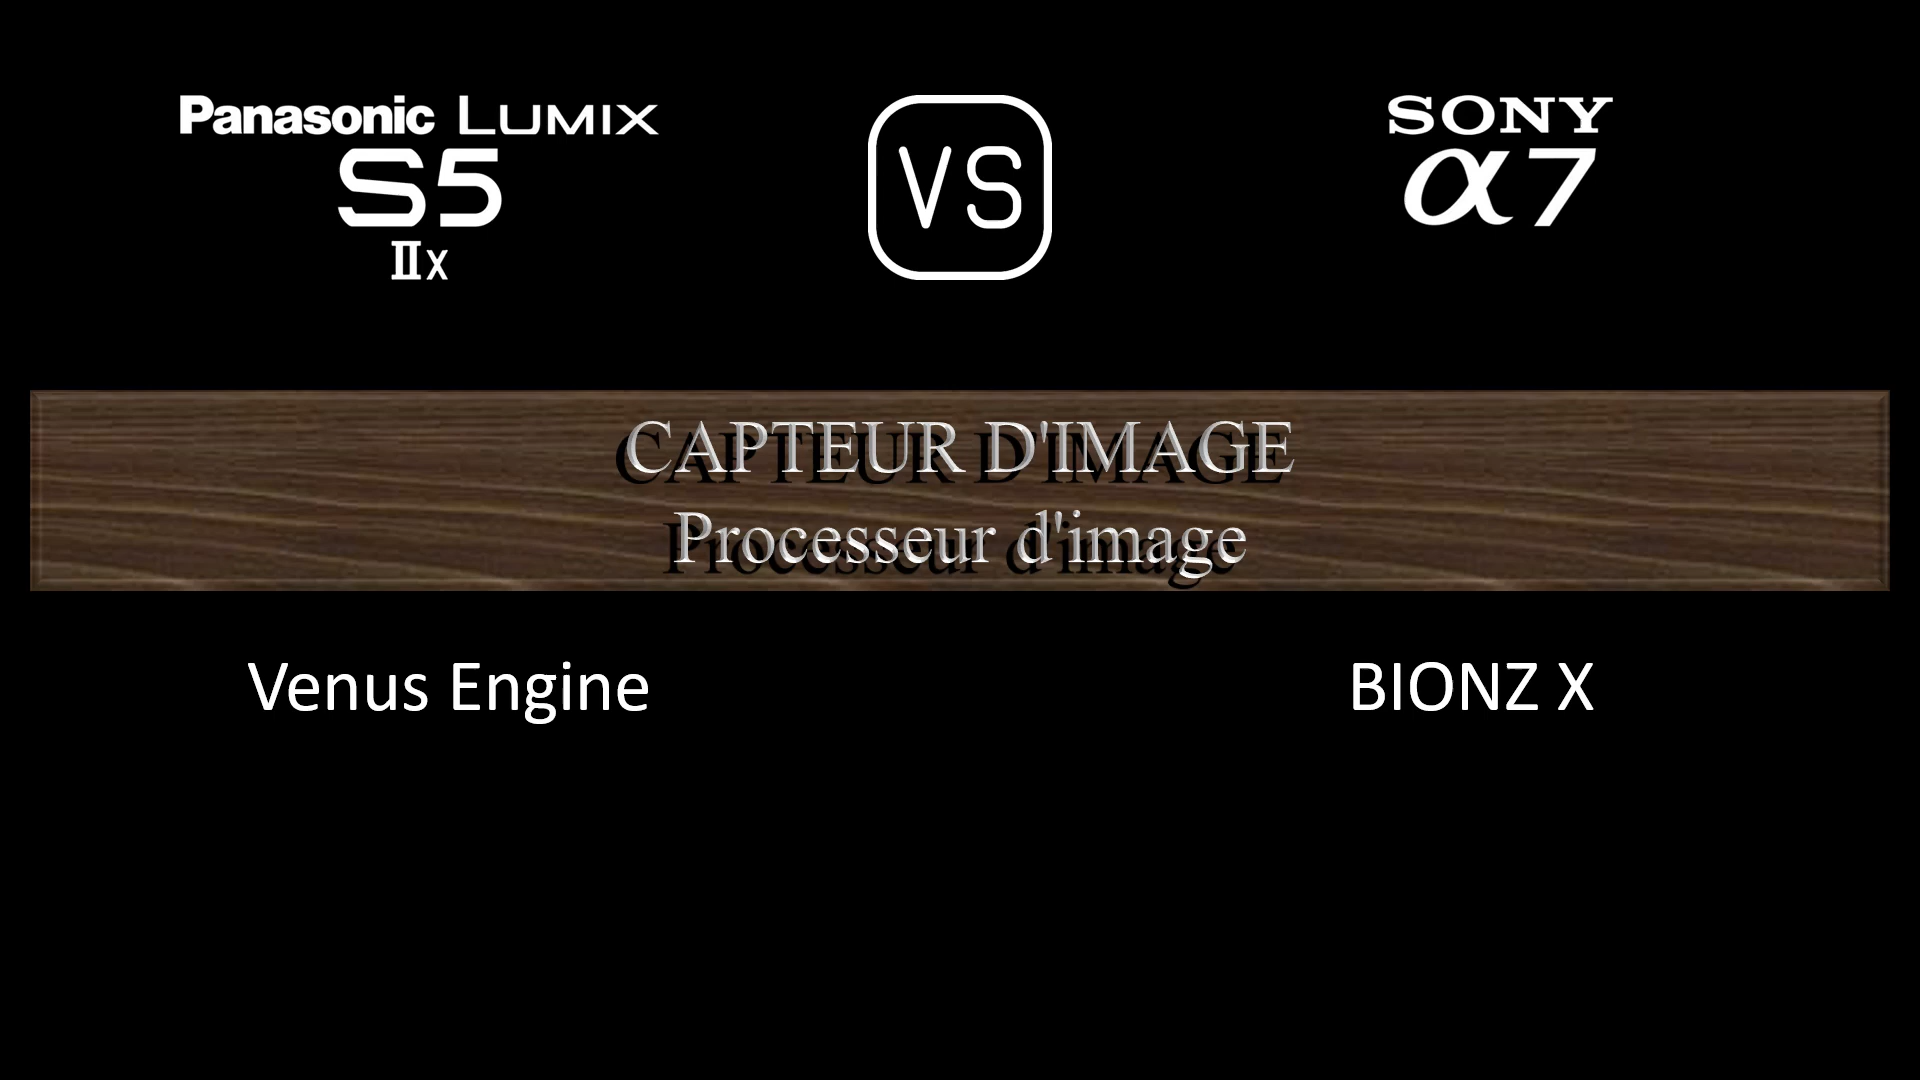 Panasonic LUMIX
S5
IIx
VS
SONY
α7
CAPTEUR D'IMAGE
Processeur d'image
Venus Engine
BIONZ X